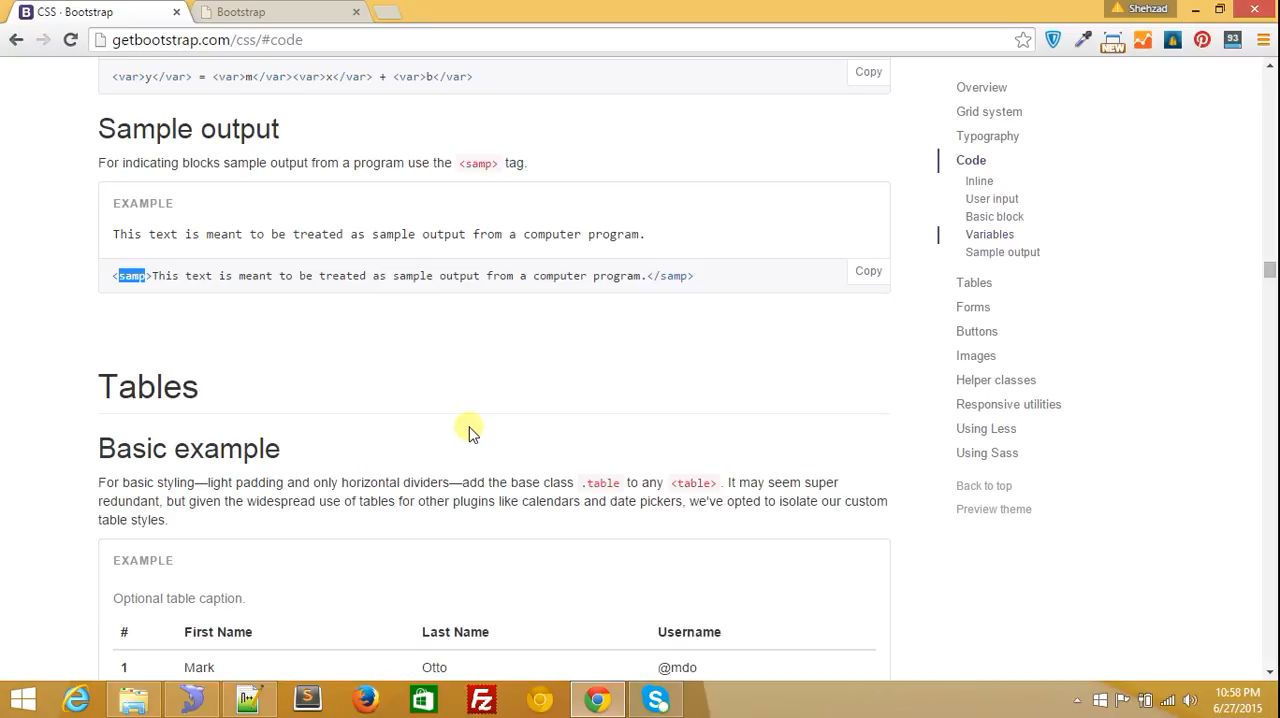 CSS · Bootstrap
Bootstrap
Shehzad
getbootstrap.com/css/#code
NEW
93
<var>y</var> = <var>m</var><var>x</var> + <var>b</var>
Copy
Sample output
For indicating blocks sample output from a program use the <samp> tag.
EXAMPLE
This text is meant to be treated as sample output from a computer program.
<samp>This text is meant to be treated as sample output from a computer program.</samp>
Copy
Tables
Basic example
For basic styling—light padding and only horizontal dividers—add the base class .table to any <table>. It may seem super
redundant, but given the widespread use of tables for other plugins like calendars and date pickers, we've opted to isolate our custom
table styles.
EXAMPLE
Optional table caption.
# First Name Last Name Username
1 Mark Otto @mdo
Overview
Grid system
Typography
Code
Inline
User input
Basic block
Variables
Sample output
Tables
Forms
Buttons
Images
Helper classes
Responsive utilities
Using Less
Using Sass
Back to top
Preview theme
10:58 PM
6/27/2015